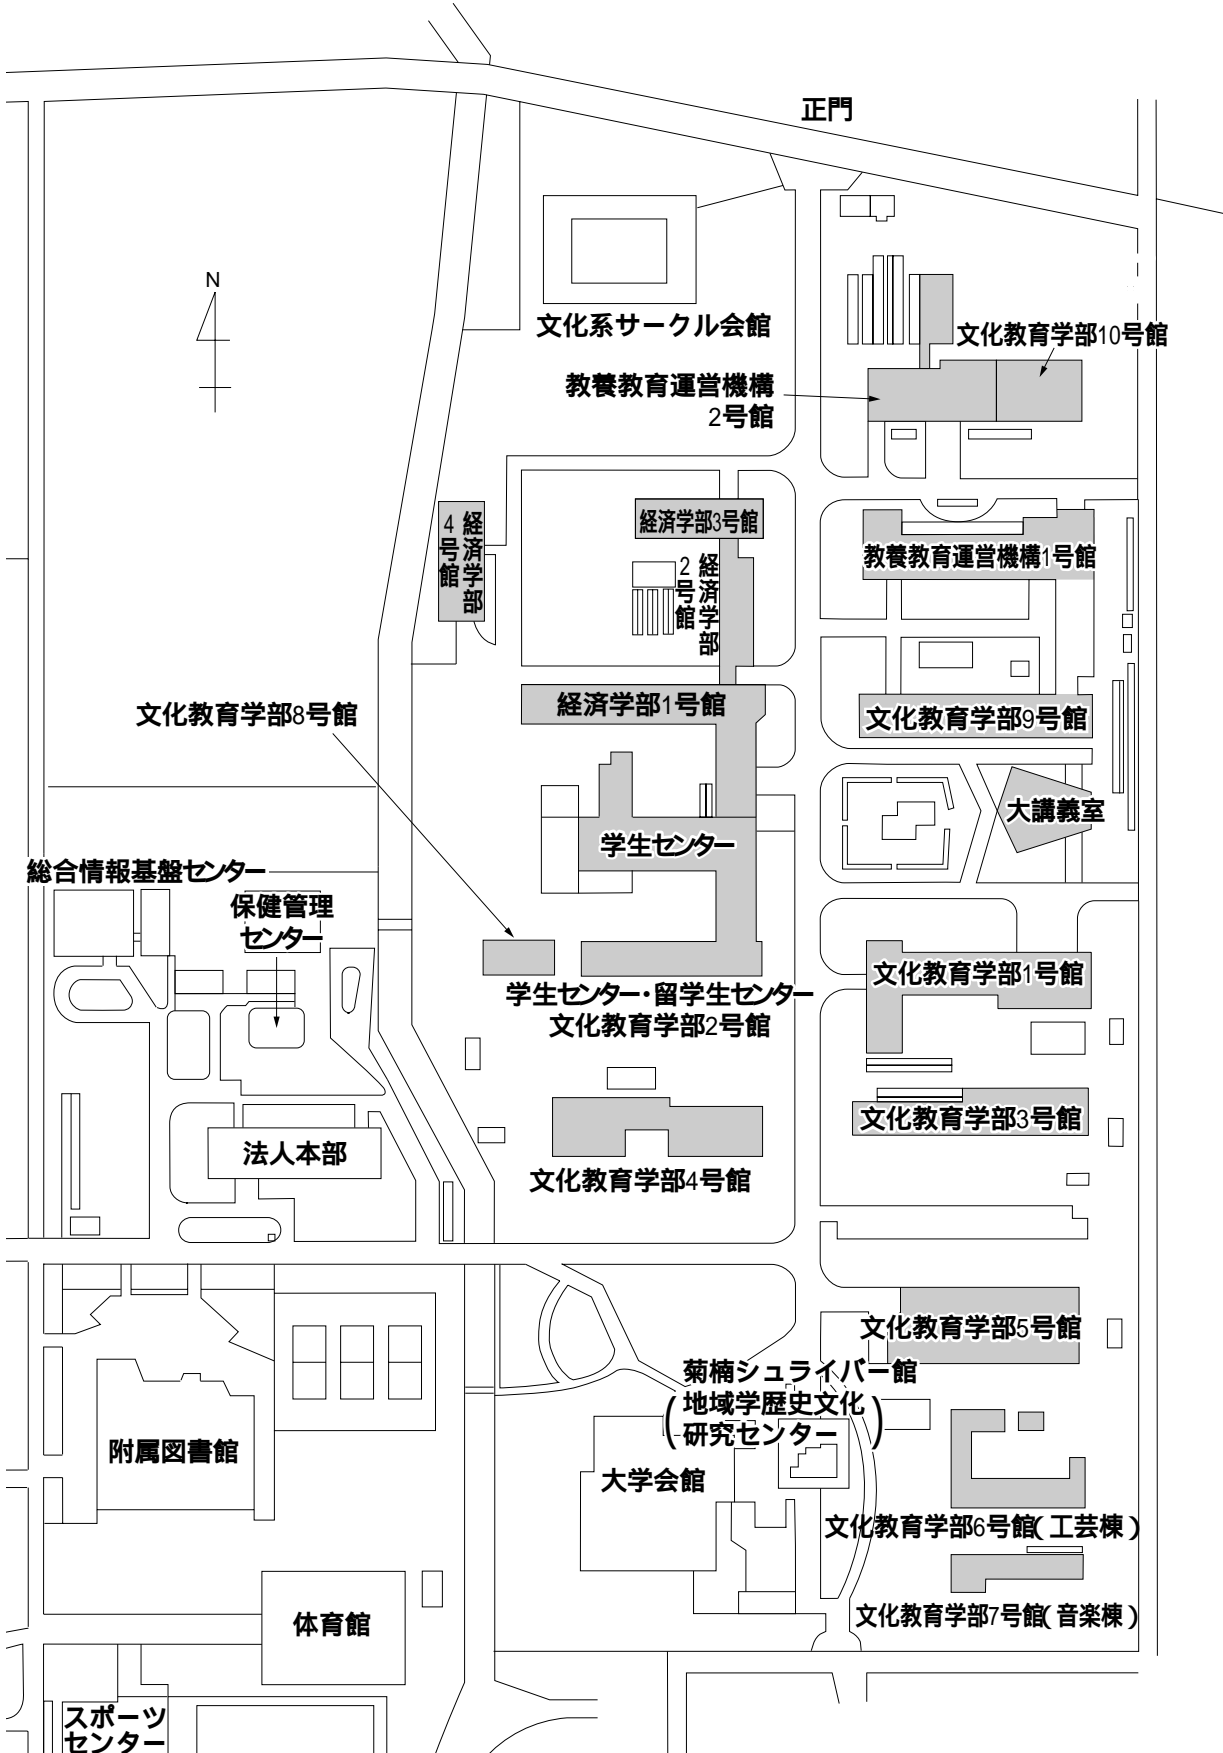 正門
N
文化系サークル会館
文化教育学部10号館
教養教育運営機構
2号館
経済学部
4号館
経済学部3号館
経済学部
2号館
教養教育運営機構1号館
文化教育学部8号館
経済学部1号館
文化教育学部9号館
大講義室
学生センター
総合情報基盤センター
保健管理
センター
文化教育学部1号館
学生センター・留学生センター
文化教育学部2号館
文化教育学部3号館
法人本部
文化教育学部4号館
文化教育学部5号館
菊楠シュライバー館
(地域学歴史文化
研究センター)
附属図書館
大学会館
文化教育学部6号館(工芸棟)
体育館
文化教育学部7号館(音楽棟)
スポーツ
センター